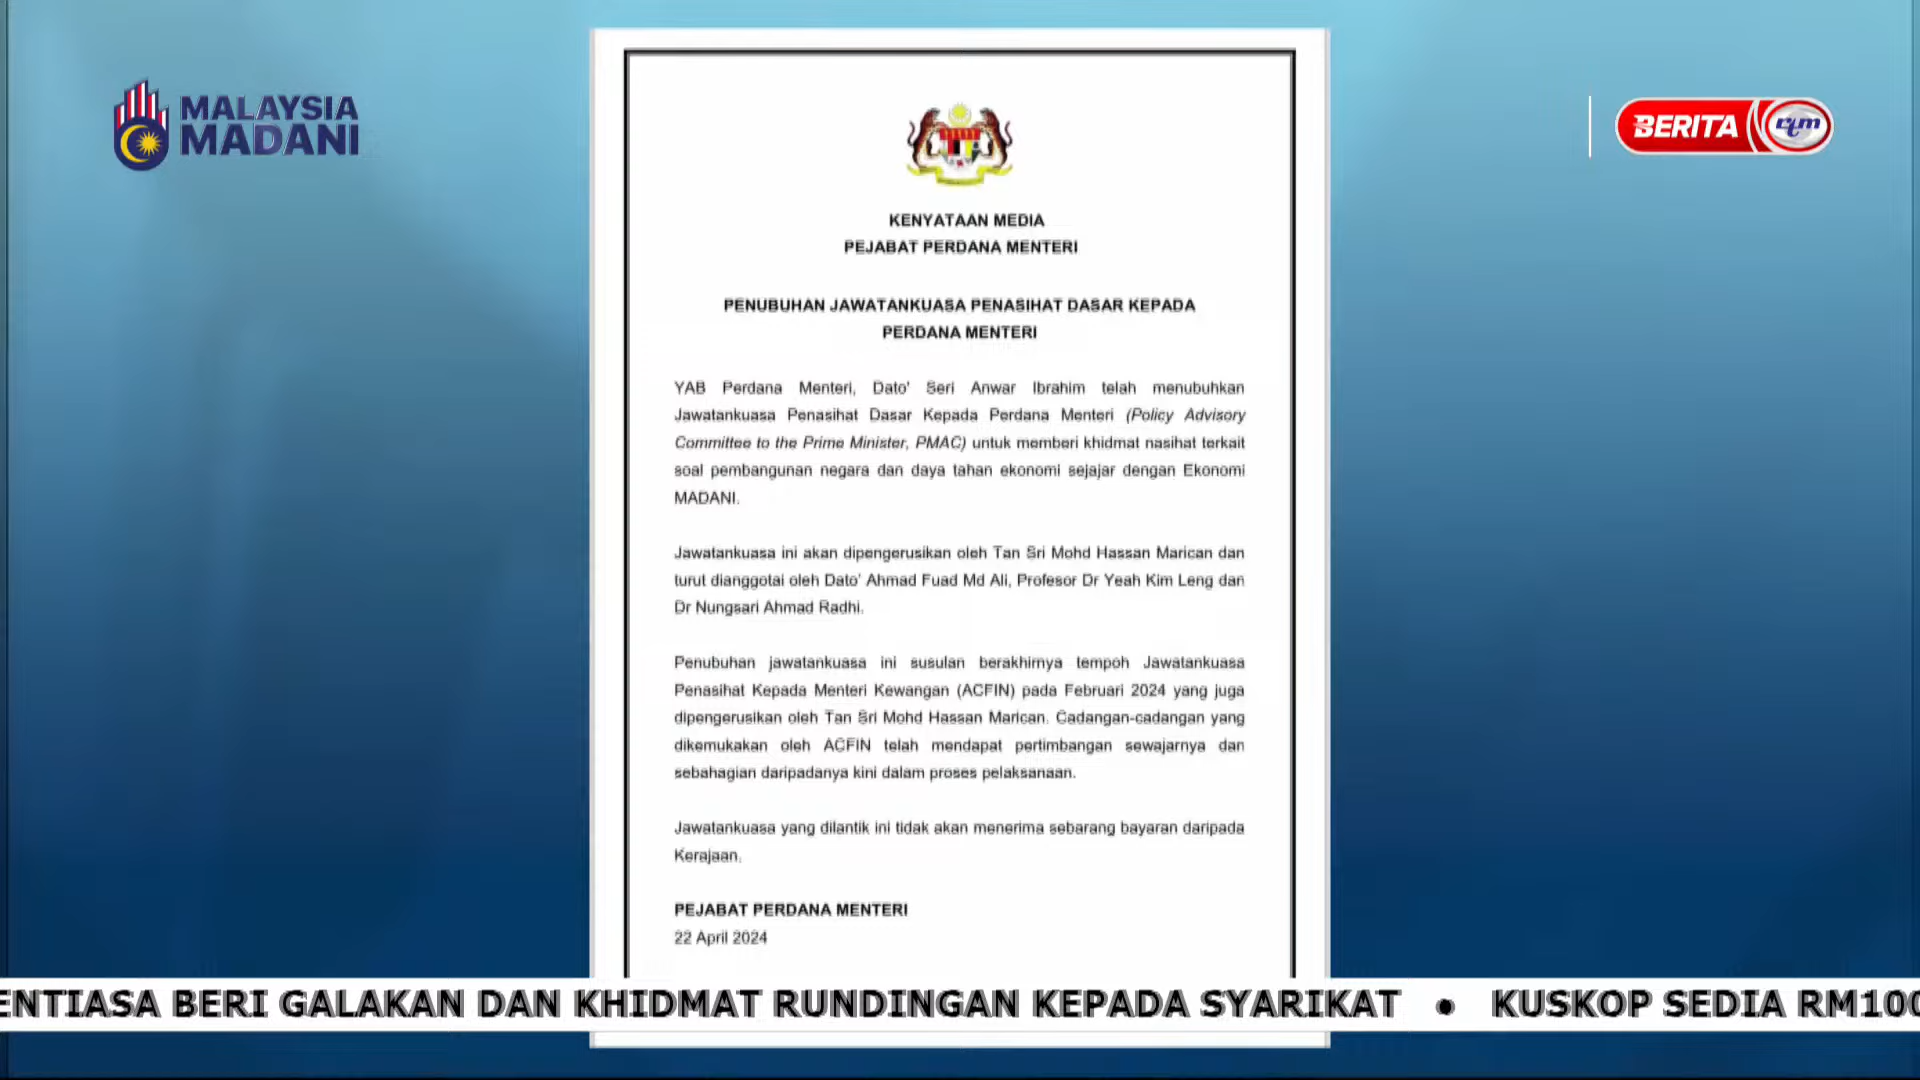 MALAYSIA
MADANI
BERITA rtm
KENYATAAN MEDIA
PEJABAT PERDANA MENTERI
PENUBUHAN JAWATANKUASA PENASIHAT DASAR KEPADA
PERDANA MENTERI
YAB Perdana Menteri, Dato' Seri Anwar Ibrahim telah menubuhkan
Jawatankuasa Penasihat Dasar Kepada Perdana Menteri (Policy Advisory
Committee to the Prime Minister, PMAC) untuk memberi khidmat nasihat terkait
soal pembangunan negara dan daya tahan ekonomi sejajar dengan Ekonomi
MADANI.
Jawatankuasa ini akan dipengerusikan oleh Tan Sri Mohd Hassan Marican dan
turut dianggotai oleh Dato' Ahmad Fuad Md Ali, Profesor Dr Yeah Kim Leng dan
Dr Nungsari Ahmad Radhi.
Penubuhan jawatankuasa ini susulan berakhirnya tempoh Jawatankuasa
Penasihat Kepada Menteri Kewangan (ACFIN) pada Februari 2024 yang juga
dipengerusikan oleh Tan Sri Mohd Hassan Marican. Cadangan-cadangan yang
dikemukakan oleh ACFIN telah mendapat pertimbangan sewajarnya dan
sebahagian daripadanya kini dalam proses pelaksanaan.
Jawatankuasa yang dilantik ini tidak akan menerima sebarang bayaran daripada
Kerajaan.
PEJABAT PERDANA MENTERI
22 April 2024
ENTIASA BERI GALAKAN DAN KHIDMAT RUNDINGAN KEPADA SYARIKAT • KUSKOP SEDIA RM100